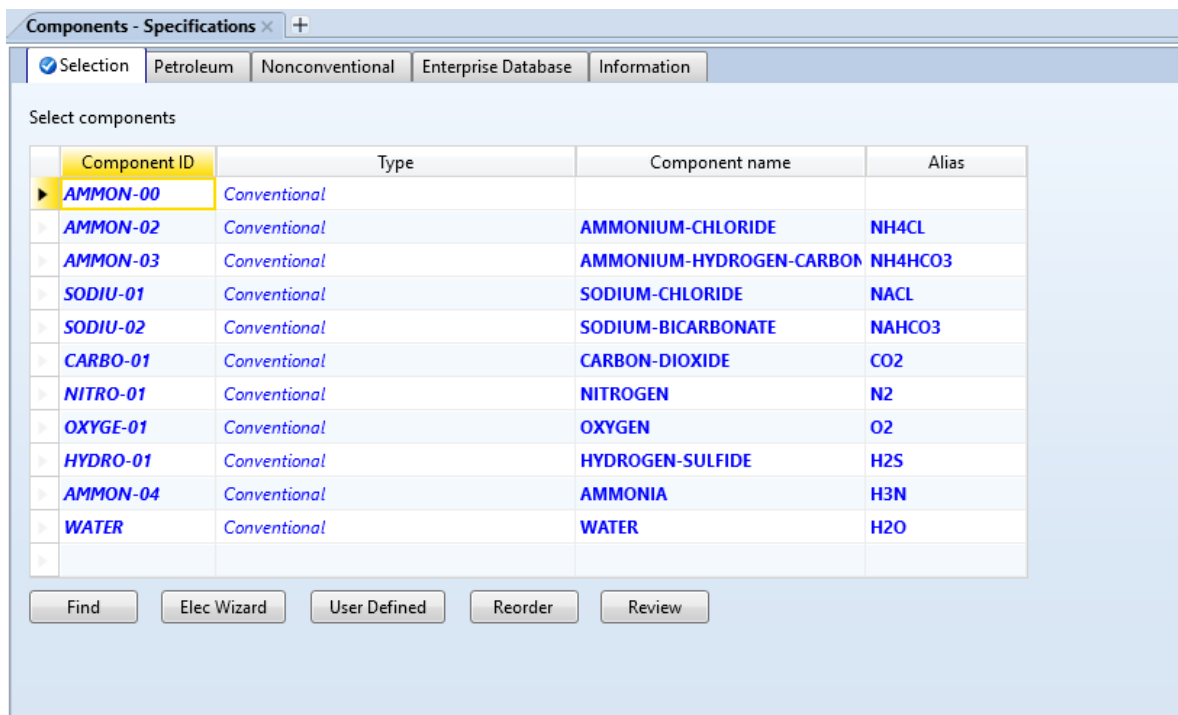 Components - Specifications × +
Selection Petroleum Nonconventional Enterprise Database Information
Select components
Component ID Type Component name Alias
AMMON-00 Conventional
AMMON-02 Conventional AMMONIUM-CHLORIDE NH4CL
AMMON-03 Conventional AMMONIUM-HYDROGEN-CARBON NH4HCO3
SODIU-01 Conventional SODIUM-CHLORIDE NACL
SODIU-02 Conventional SODIUM-BICARBONATE NAHCO3
CARBO-01 Conventional CARBON-DIOXIDE CO2
NITRO-01 Conventional NITROGEN N2
OXYGE-01 Conventional OXYGEN O2
HYDRO-01 Conventional HYDROGEN-SULFIDE H2S
AMMON-04 Conventional AMMONIA H3N
WATER Conventional WATER H2O
Find Elec Wizard User Defined Reorder Review